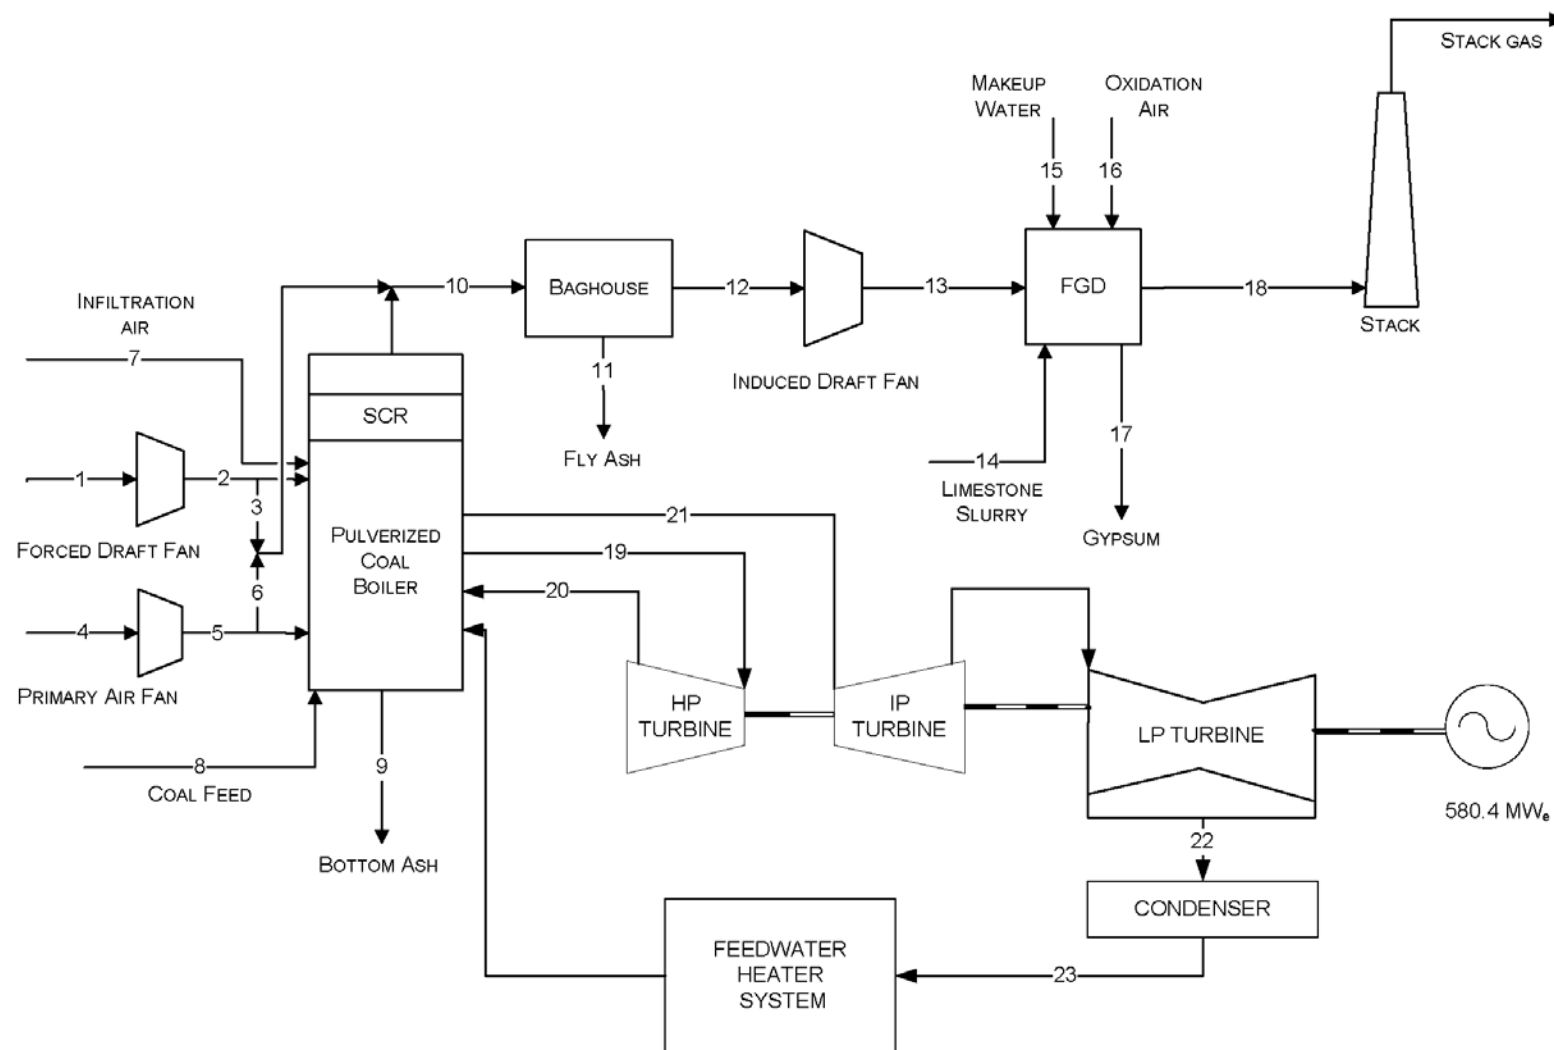 STACK GAS
MAKEUP
WATER
OXIDATION
AIR
15
16
10
BAGHOUSE
12
13
FGD
18
STACK
INFILTRATION
AIR
7
11
INDUCED DRAFT FAN
SCR
17
FLY ASH
14
LIMESTONE
SLURRY
GYPSUM
1
2
3
FORCED DRAFT FAN
PULVERIZED
COAL
BOILER
21
19
20
6
4
5
PRIMARY AIR FAN
HP
TURBINE
IP
TURBINE
LP TURBINE
8
COAL FEED
9
BOTTOM ASH
580.4 MWe
22
CONDENSER
FEEDWATER
HEATER
SYSTEM
23